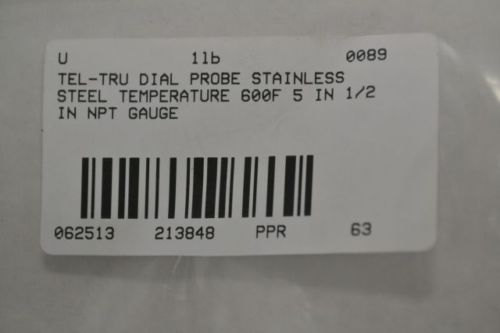 U 1lb 0089
TEL-TRU DIAL PROBE STAINLESS
STEEL TEMPERATURE 600F 5 IN 1/2
IN NPT GAUGE
062513 213848 PPR 63